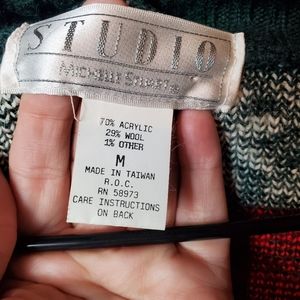 STUDIO
70% ACRYLIC
29% WOOL
1% OTHER
M
MADE IN TAIWAN
R.O.C.
RN 58973
CARE INSTRUCTIONS
ON BACK